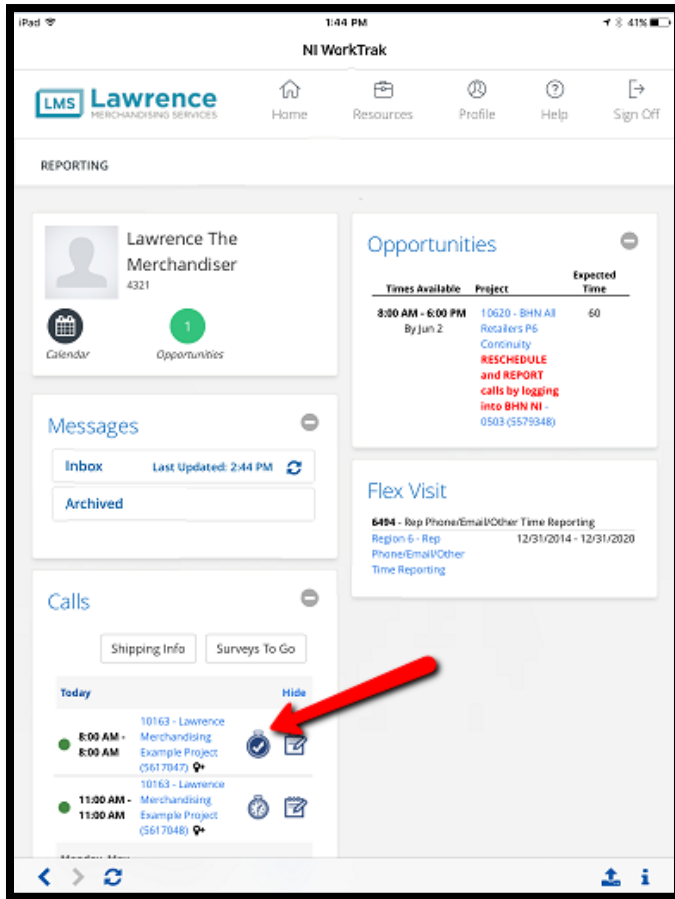 iPad 1:44 PM 41%
NI WorkTrak
LMS Lawrence
MERCHANDISING SERVICES
Home Resources Profile Help Sign Off
REPORTING
Lawrence The
Merchandiser
4321
1
Calendar Opportunities
Messages
Inbox Last Updated: 2:44 PM
Archived
Calls
Shipping Info Surveys To Go
Today Hide
8:00 AM -
8:00 AM
10163 - Lawrence
Merchandising
Example Project
(5617047)
11:00 AM -
11:00 AM
10163 - Lawrence
Merchandising
Example Project
(5617048)
Opportunities
Times Available Project Expected
Time
8:00 AM - 6:00 PM
By Jun 2
10620 - BHN All
Retailers P6
Continuity
RESCHEDULE
and REPORT
calls by logging
into BHN NI -
0503 (5579348)
60
Flex Visit
6494 - Rep Phone/Email/Other Time Reporting
Region 6 - Rep
Phone/Email/Other
Time Reporting
12/31/2014 - 12/31/2020